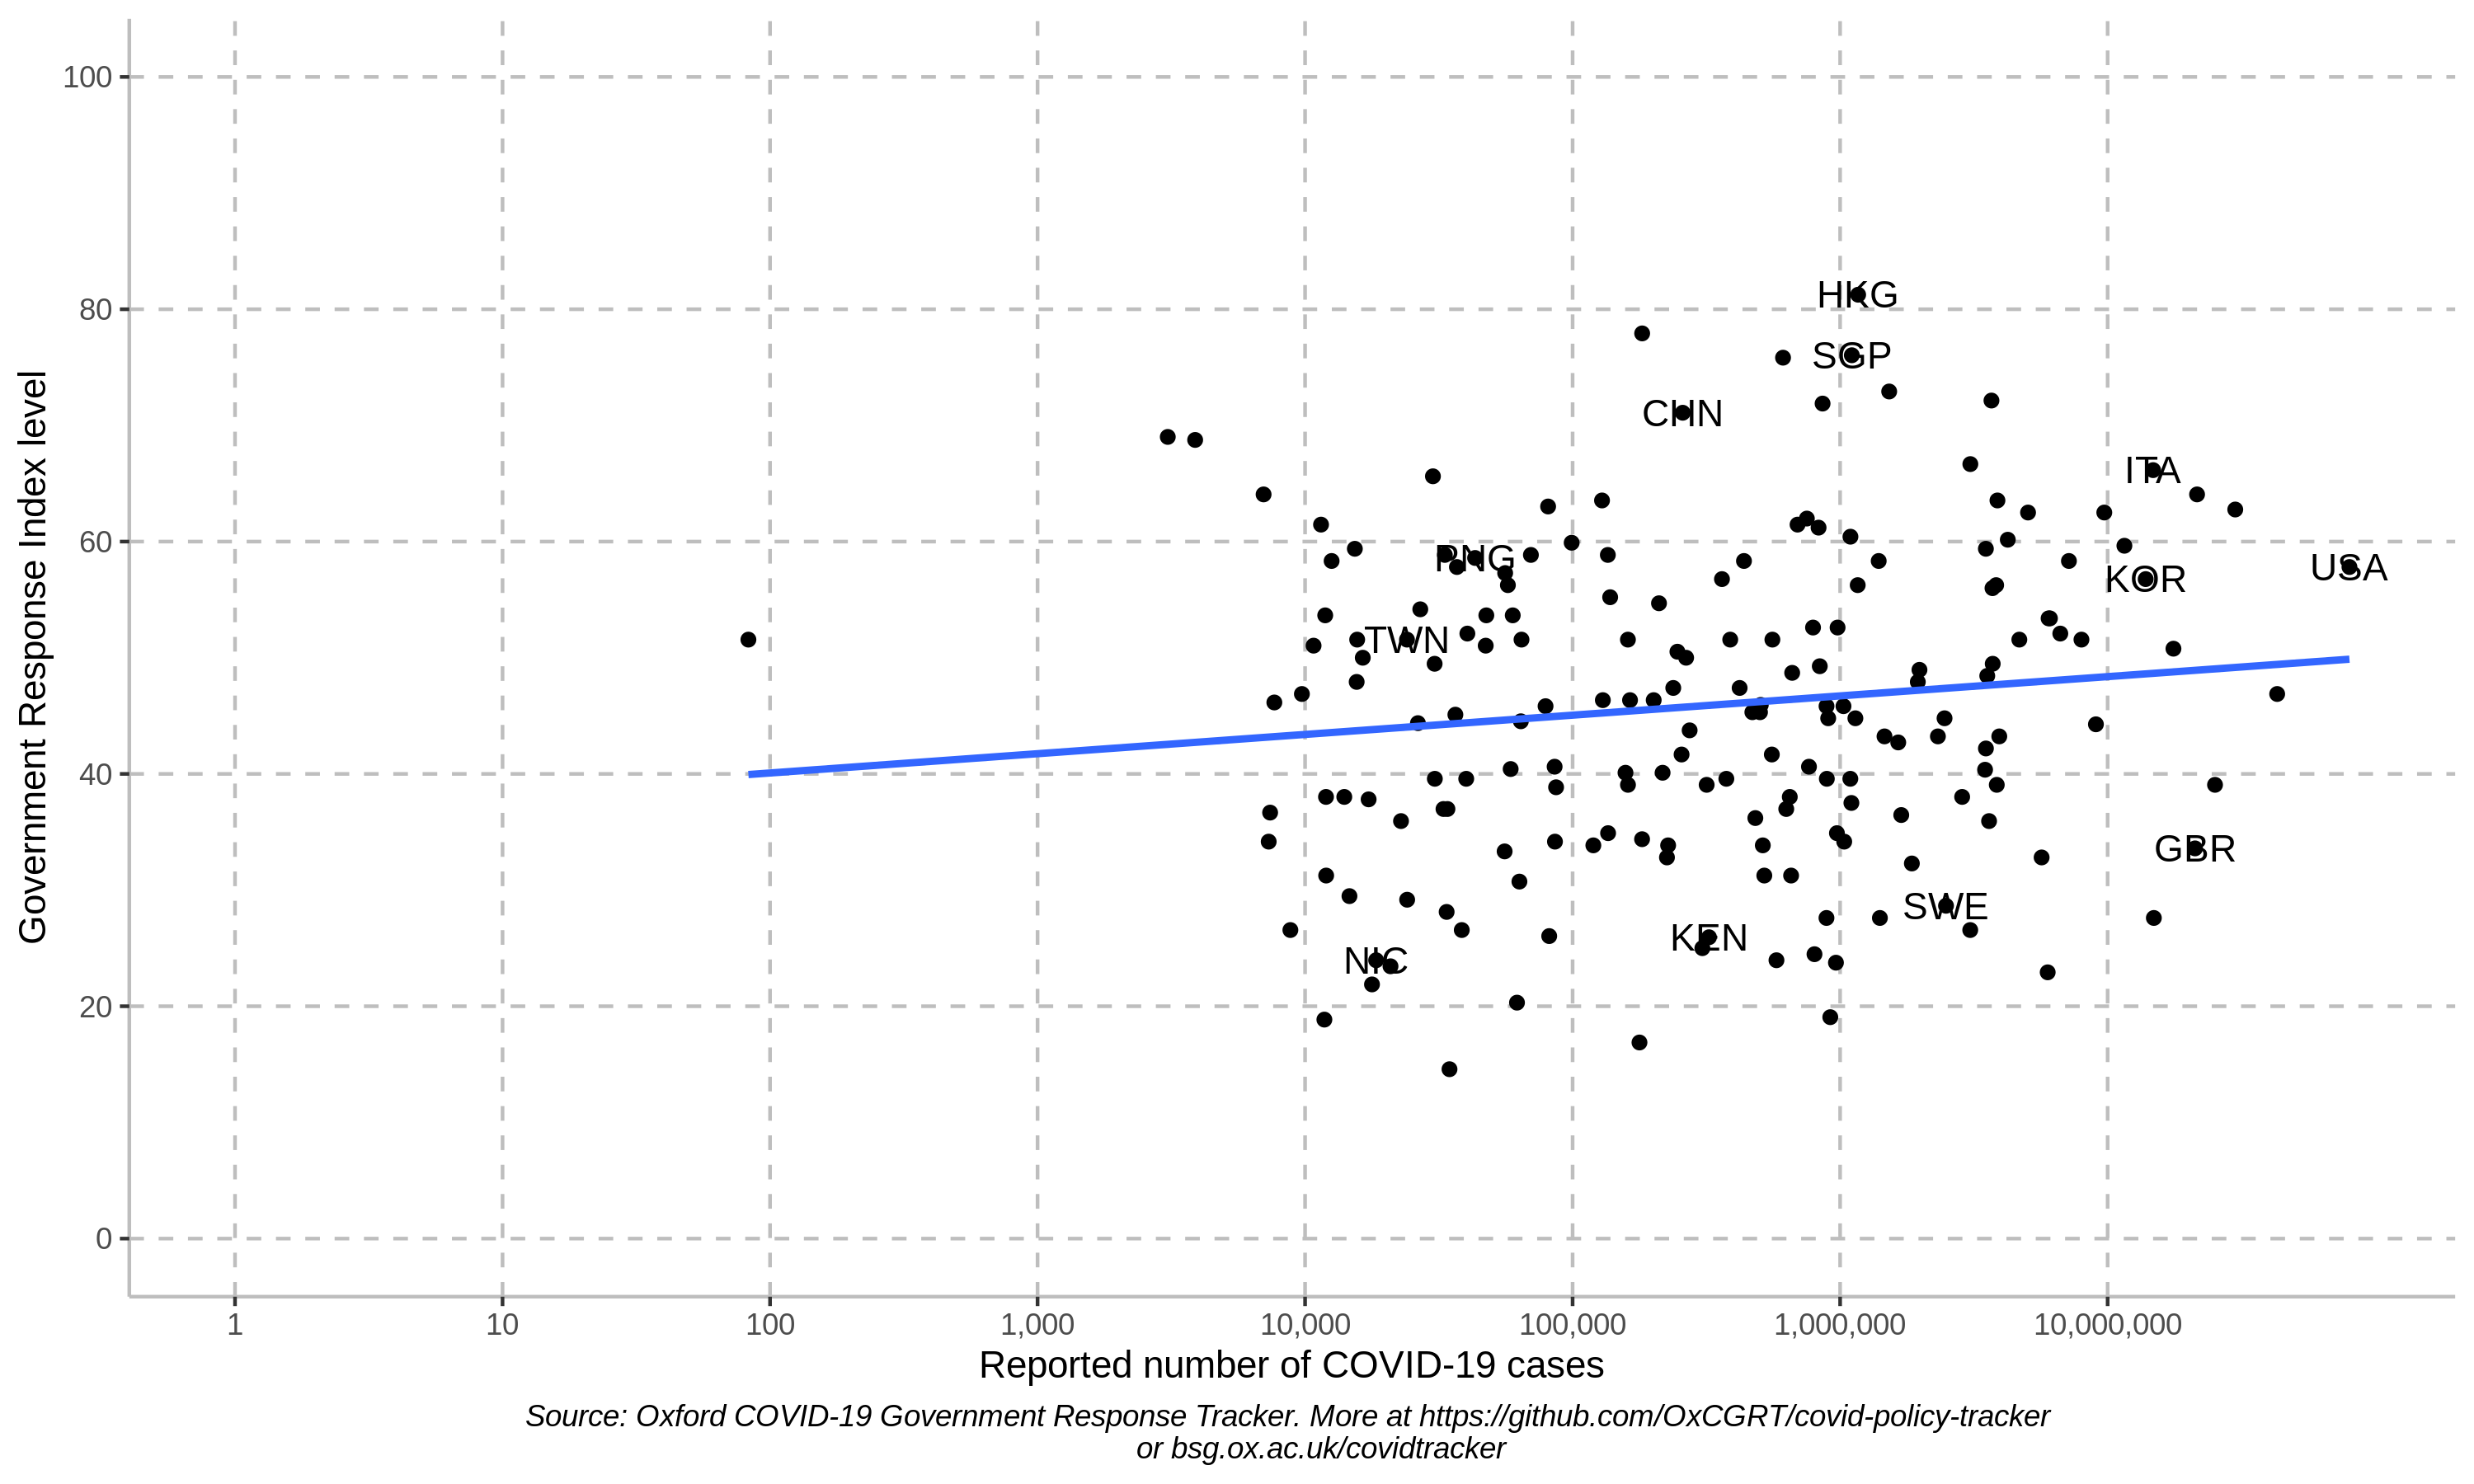 100
80
60
40
20
0
Government Response Index level
HKG
SGP
CHN
ITA
PNG
USA
KOR
TWN
GBR
SWE
KEN
NIC
1 10 100 1,000 10,000 100,000 1,000,000 10,000,000
Reported number of COVID-19 cases
Source: Oxford COVID-19 Government Response Tracker. More at https://github.com/OxCGRT/covid-policy-tracker
or bsg.ox.ac.uk/covidtracker